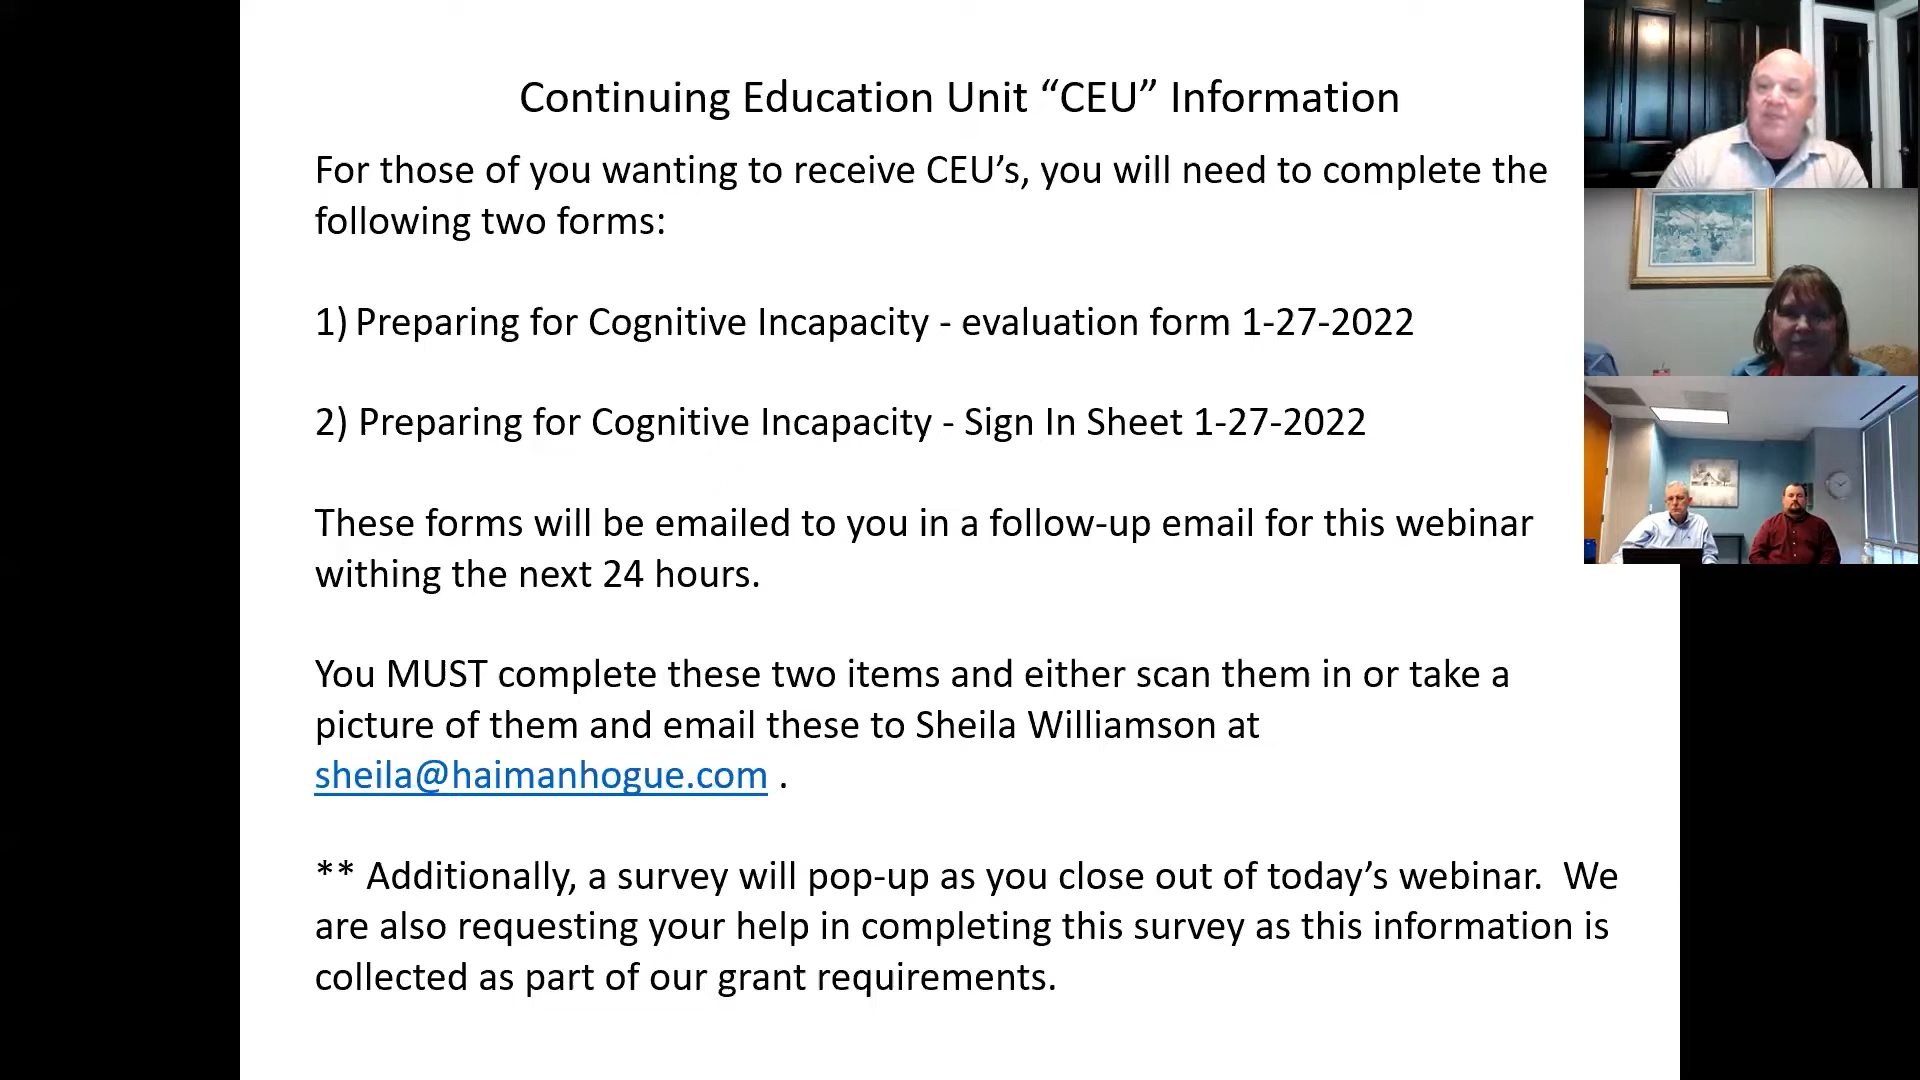 Continuing Education Unit “CEU” Information
For those of you wanting to receive CEU’s, you will need to complete the
following two forms:
1) Preparing for Cognitive Incapacity - evaluation form 1-27-2022
2) Preparing for Cognitive Incapacity - Sign In Sheet 1-27-2022
These forms will be emailed to you in a follow-up email for this webinar
withing the next 24 hours.
You MUST complete these two items and either scan them in or take a
picture of them and email these to Sheila Williamson at
sheila@haimanhogue.com .
** Additionally, a survey will pop-up as you close out of today’s webinar.  We
are also requesting your help in completing this survey as this information is
collected as part of our grant requirements.